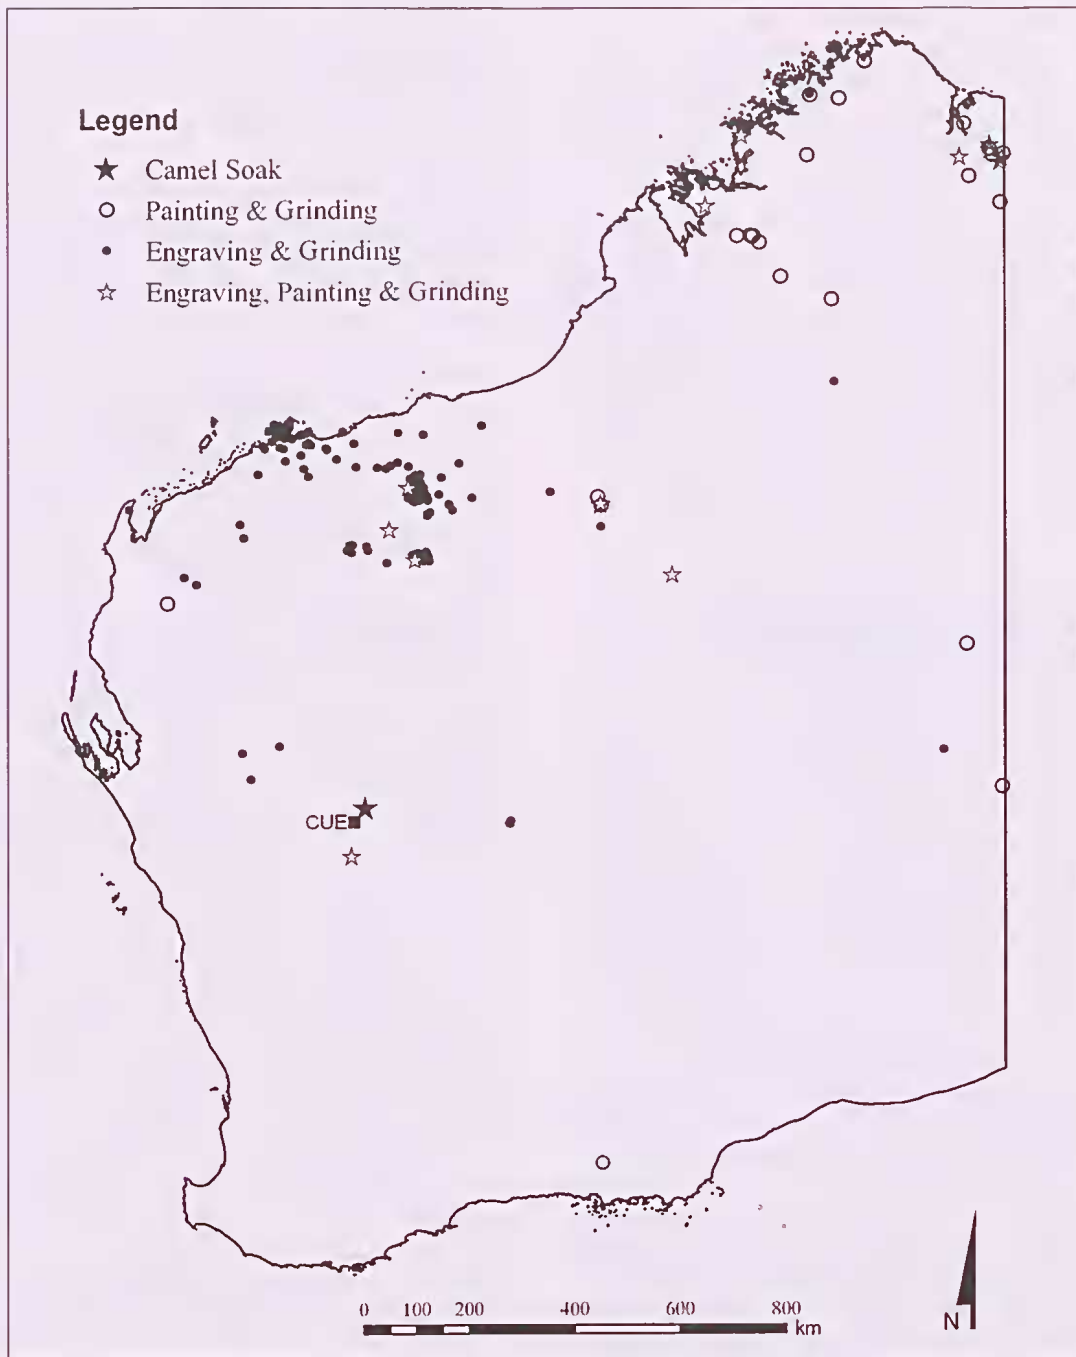 Legend
Camel Soak
Painting & Grinding
Engraving & Grinding
Engraving, Painting & Grinding
CUE
0 100 200 400 600 800
km
N